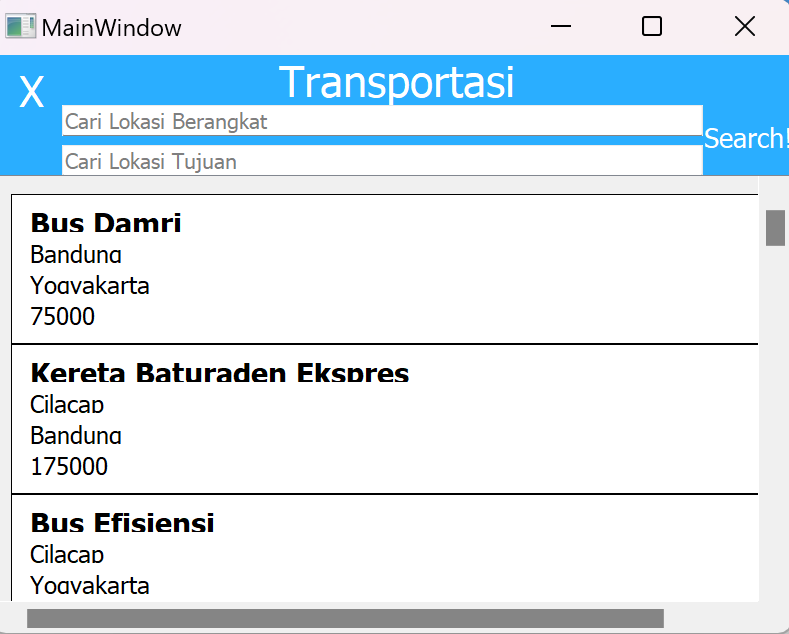 MainWindow
X
Transportasi
Cari Lokasi Berangkat
Cari Lokasi Tujuan
Search!
Bus Damri
Bandung
Yogyakarta
75000
Kereta Baturaden Ekspres
Cilacap
Bandung
175000
Bus Efisiensi
Cilacap
Yogyakarta